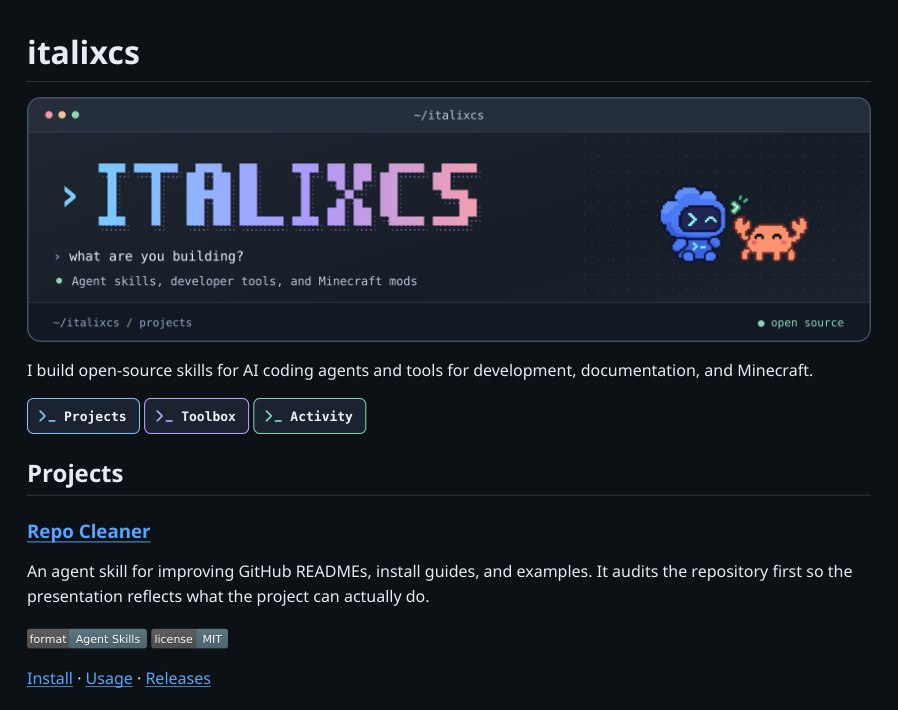 italixcs
~/italixcs
› ITALIXCS
› what are you building?
● Agent skills, developer tools, and Minecraft mods
~/italixcs / projects
● open source
I build open-source skills for AI coding agents and tools for development, documentation, and Minecraft.
>_ Projects
>_ Toolbox
>_ Activity
Projects
Repo Cleaner
An agent skill for improving GitHub READMEs, install guides, and examples. It audits the repository first so the
presentation reflects what the project can actually do.
format Agent Skills license MIT
Install · Usage · Releases